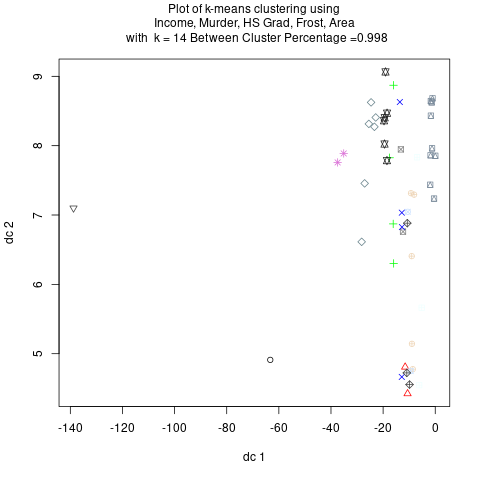 Plot of k-means clustering using
Income, Murder, HS Grad, Frost, Area
with k = 14 Between Cluster Percentage =0.998
9
8
7
6
5
dc 2
-140
-120
-100
-80
-60
-40
-20
0
dc 1